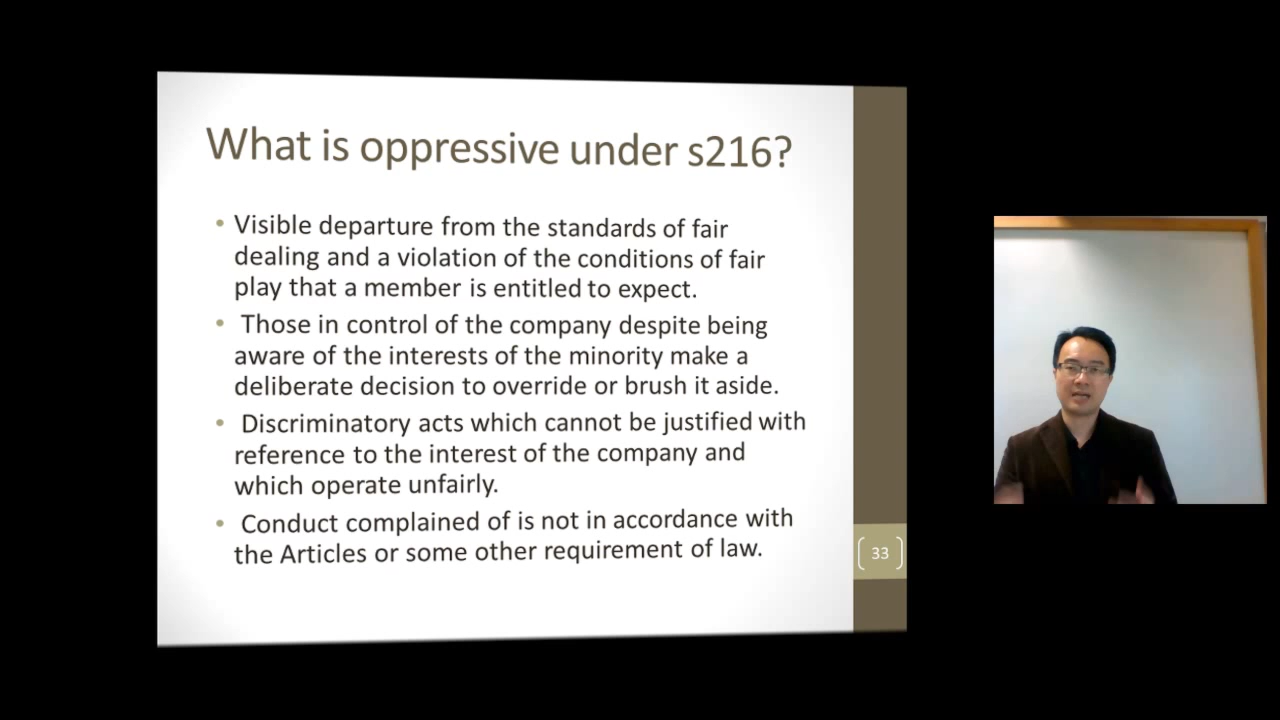 What is oppressive under s216?
• Visible departure from the standards of fair
dealing and a violation of the conditions of fair
play that a member is entitled to expect.
• Those in control of the company despite being
aware of the interests of the minority make a
deliberate decision to override or brush it aside.
• Discriminatory acts which cannot be justified with
reference to the interest of the company and
which operate unfairly.
• Conduct complained of is not in accordance with
the Articles or some other requirement of law.
33